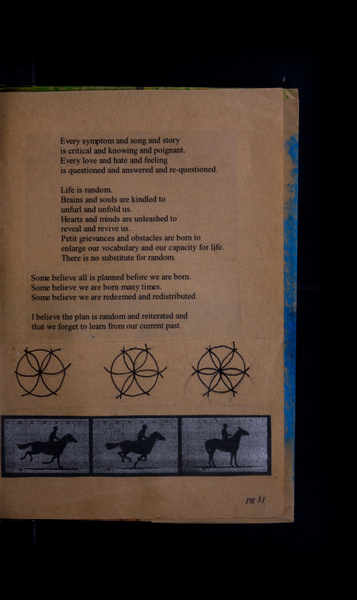 Every symptom and song and story
is critical and knowing and poignant.
Every love and hate and feeling
is questioned and answered and re-questioned.
Life is random.
Brains and souls are kindled to
unfurl and unfold us.
Hearts and minds are unleashed to
reveal and revive us.
Petit grievances and obstacles are born to
enlarge our vocabulary and our capacity for life.
There is no substitute for random.
Some believe all is planned before we are born.
Some believe we are born many times.
Some believe we are redeemed and redistributed.
I believe the plan is random and reiterated and
that we forget to learn from our current past.
pg 31